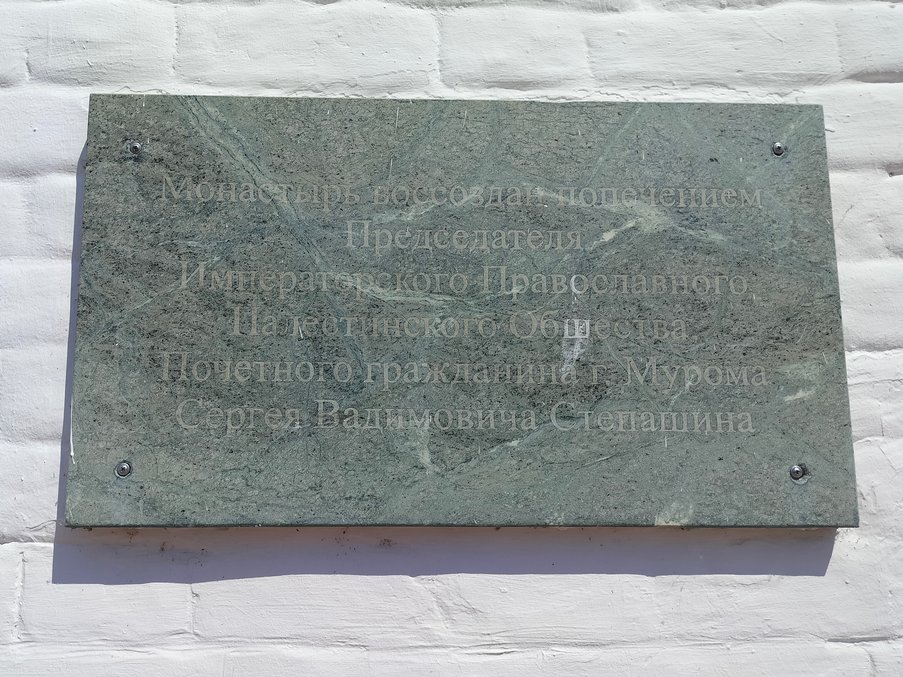 Монастырь воссоздан попечением
Председателя
Императорского Православного
Палестинского Общества
Почетного гражданина г. Мурома
Сергея Вадимовича Степашина